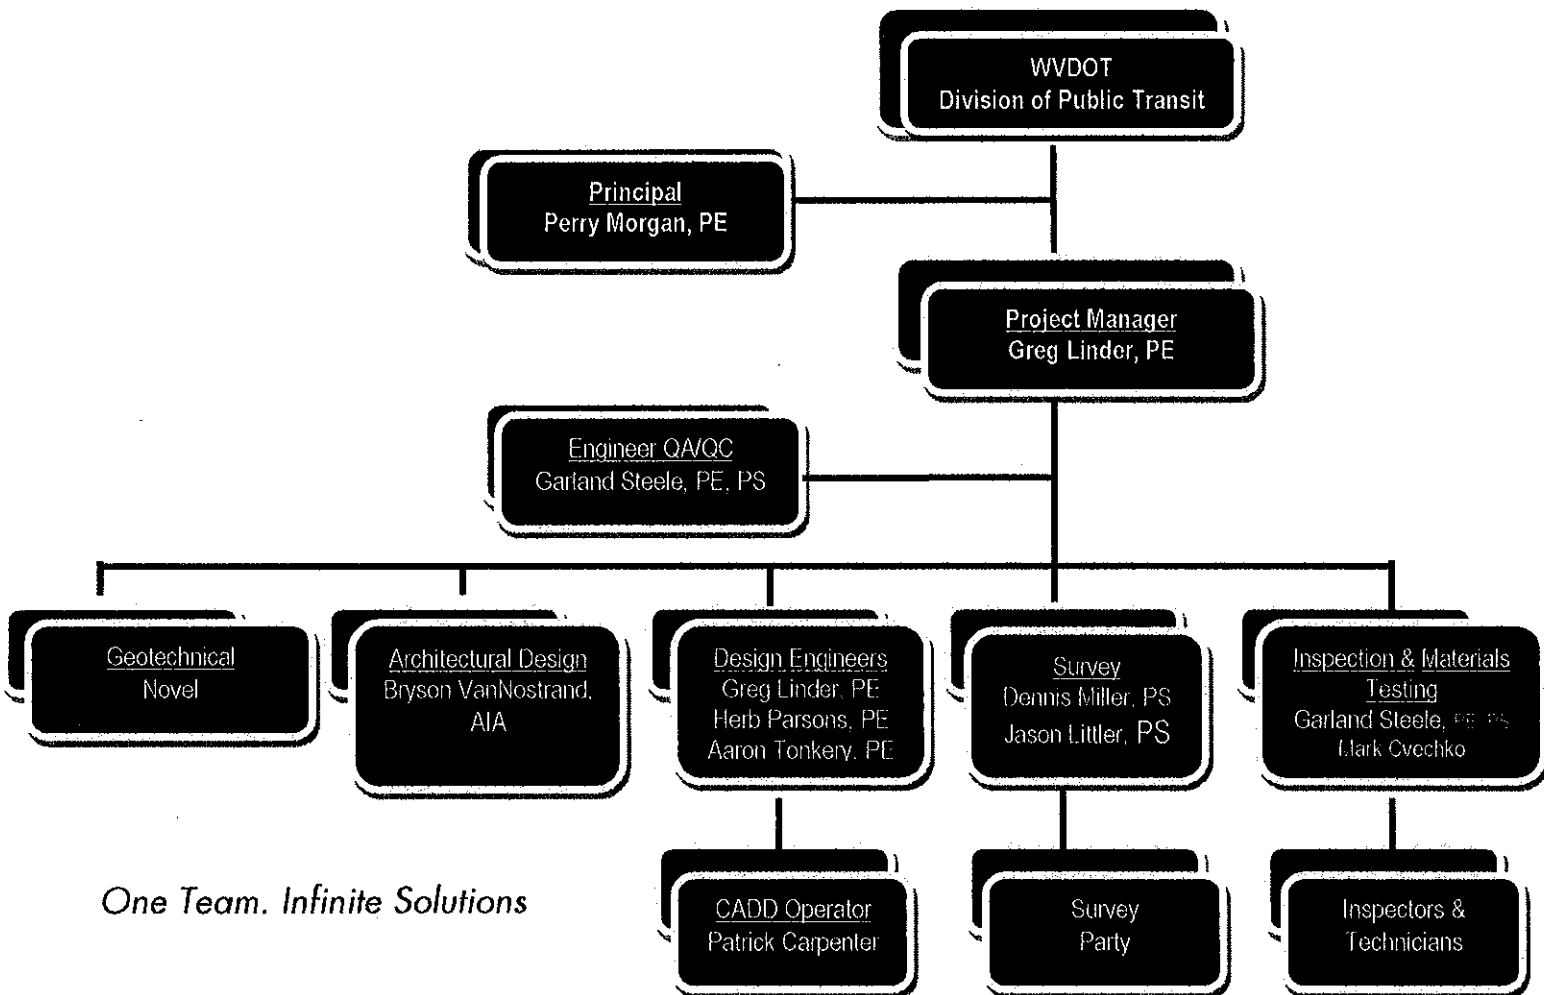 WVDOT
Division of Public Transit
Principal
Perry Morgan, PE
Project Manager
Greg Linder, PE
Engineer QA/QC
Garland Steele, PE, PS
Geotechnical
Novel
Architectural Design
Bryson VanNostrand,
AIA
Design Engineers
Greg Linder, PE
Herb Parsons, PE
Aaron Tonkery, PE
Survey
Dennis Miller, PS
Jason Littler, PS
Inspection & Materials
Testing
Garland Steele, PE, PS
Mark Cvechko
CADD Operator
Patrick Carpenter
Survey
Party
Inspectors &
Technicians
One Team. Infinite Solutions